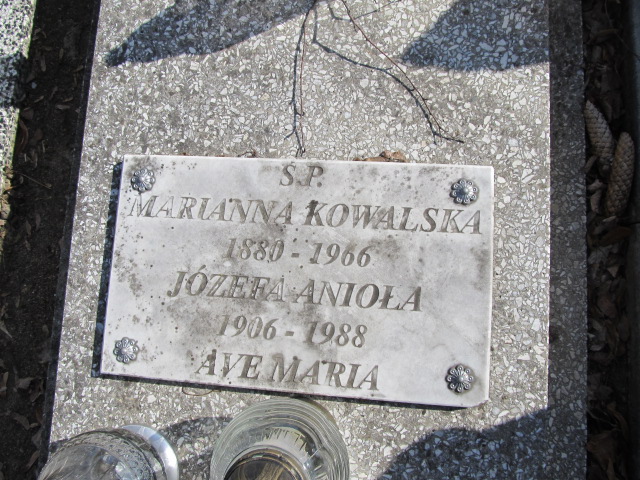 Ś.P.
MARIANNA KOWALSKA
1880 - 1966
JÓZEFA ANIOŁA
1906 - 1988
AVE MARIA